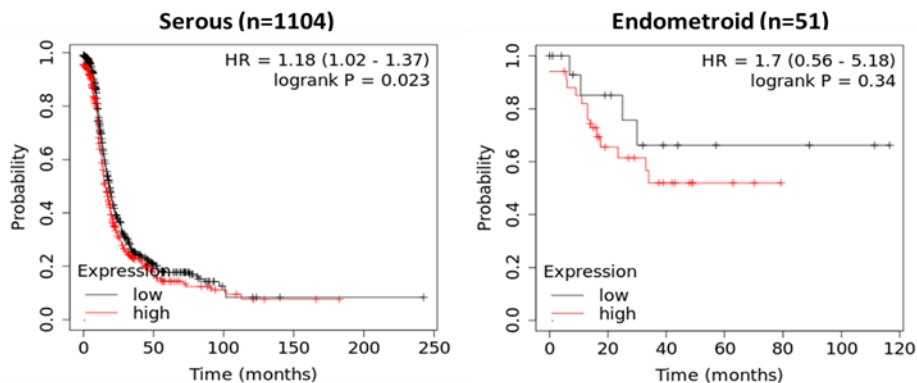 Serous (n=1104)
HR = 1.18 (1.02 - 1.37)
logrank P = 0.023
Probability
1.0
0.8
0.6
0.4
0.2
0.0
Expression
low
high
0
50
100
150
200
250
Time (months)
Endometroid (n=51)
HR = 1.7 (0.56 - 5.18)
logrank P = 0.34
Probability
1.0
0.8
0.6
0.4
0.2
0.0
Expression
low
high
0
20
40
60
80
100
120
Time (months)